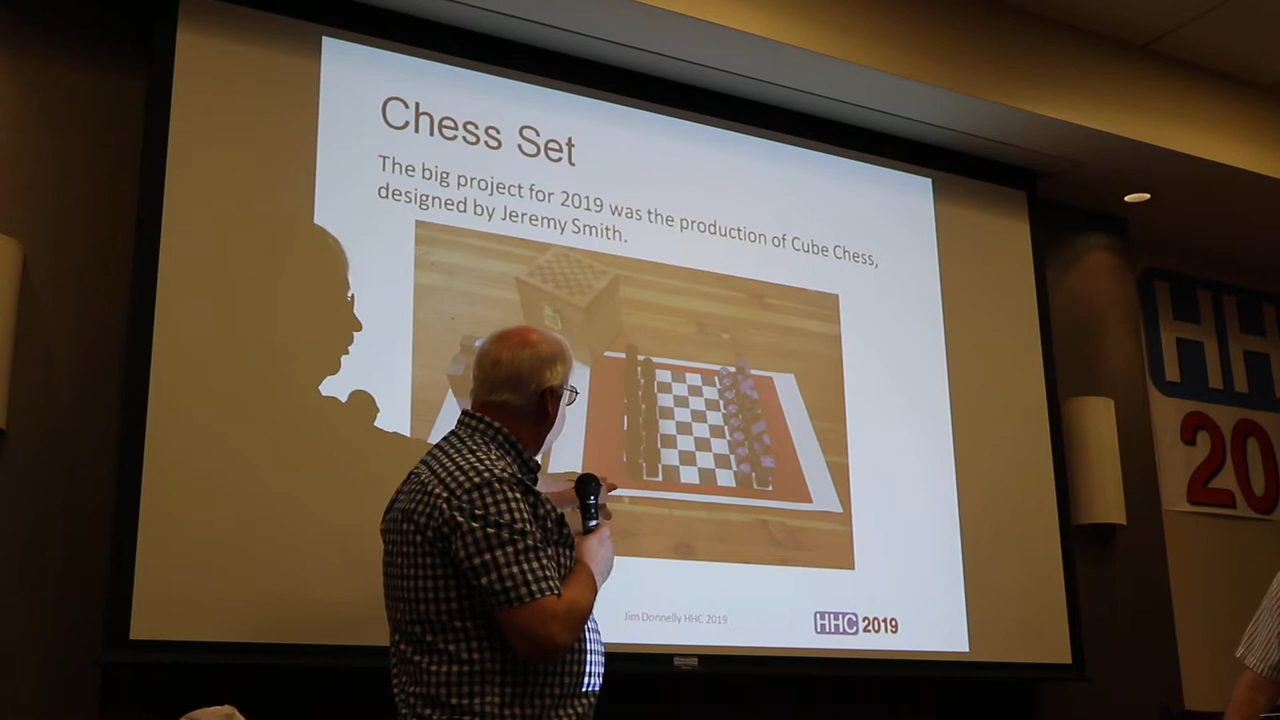 Chess Set
The big project for 2019 was the production of Cube Chess,
designed by Jeremy Smith.
Jim Donnelly HHC 2019
HHC 2019
HH
20